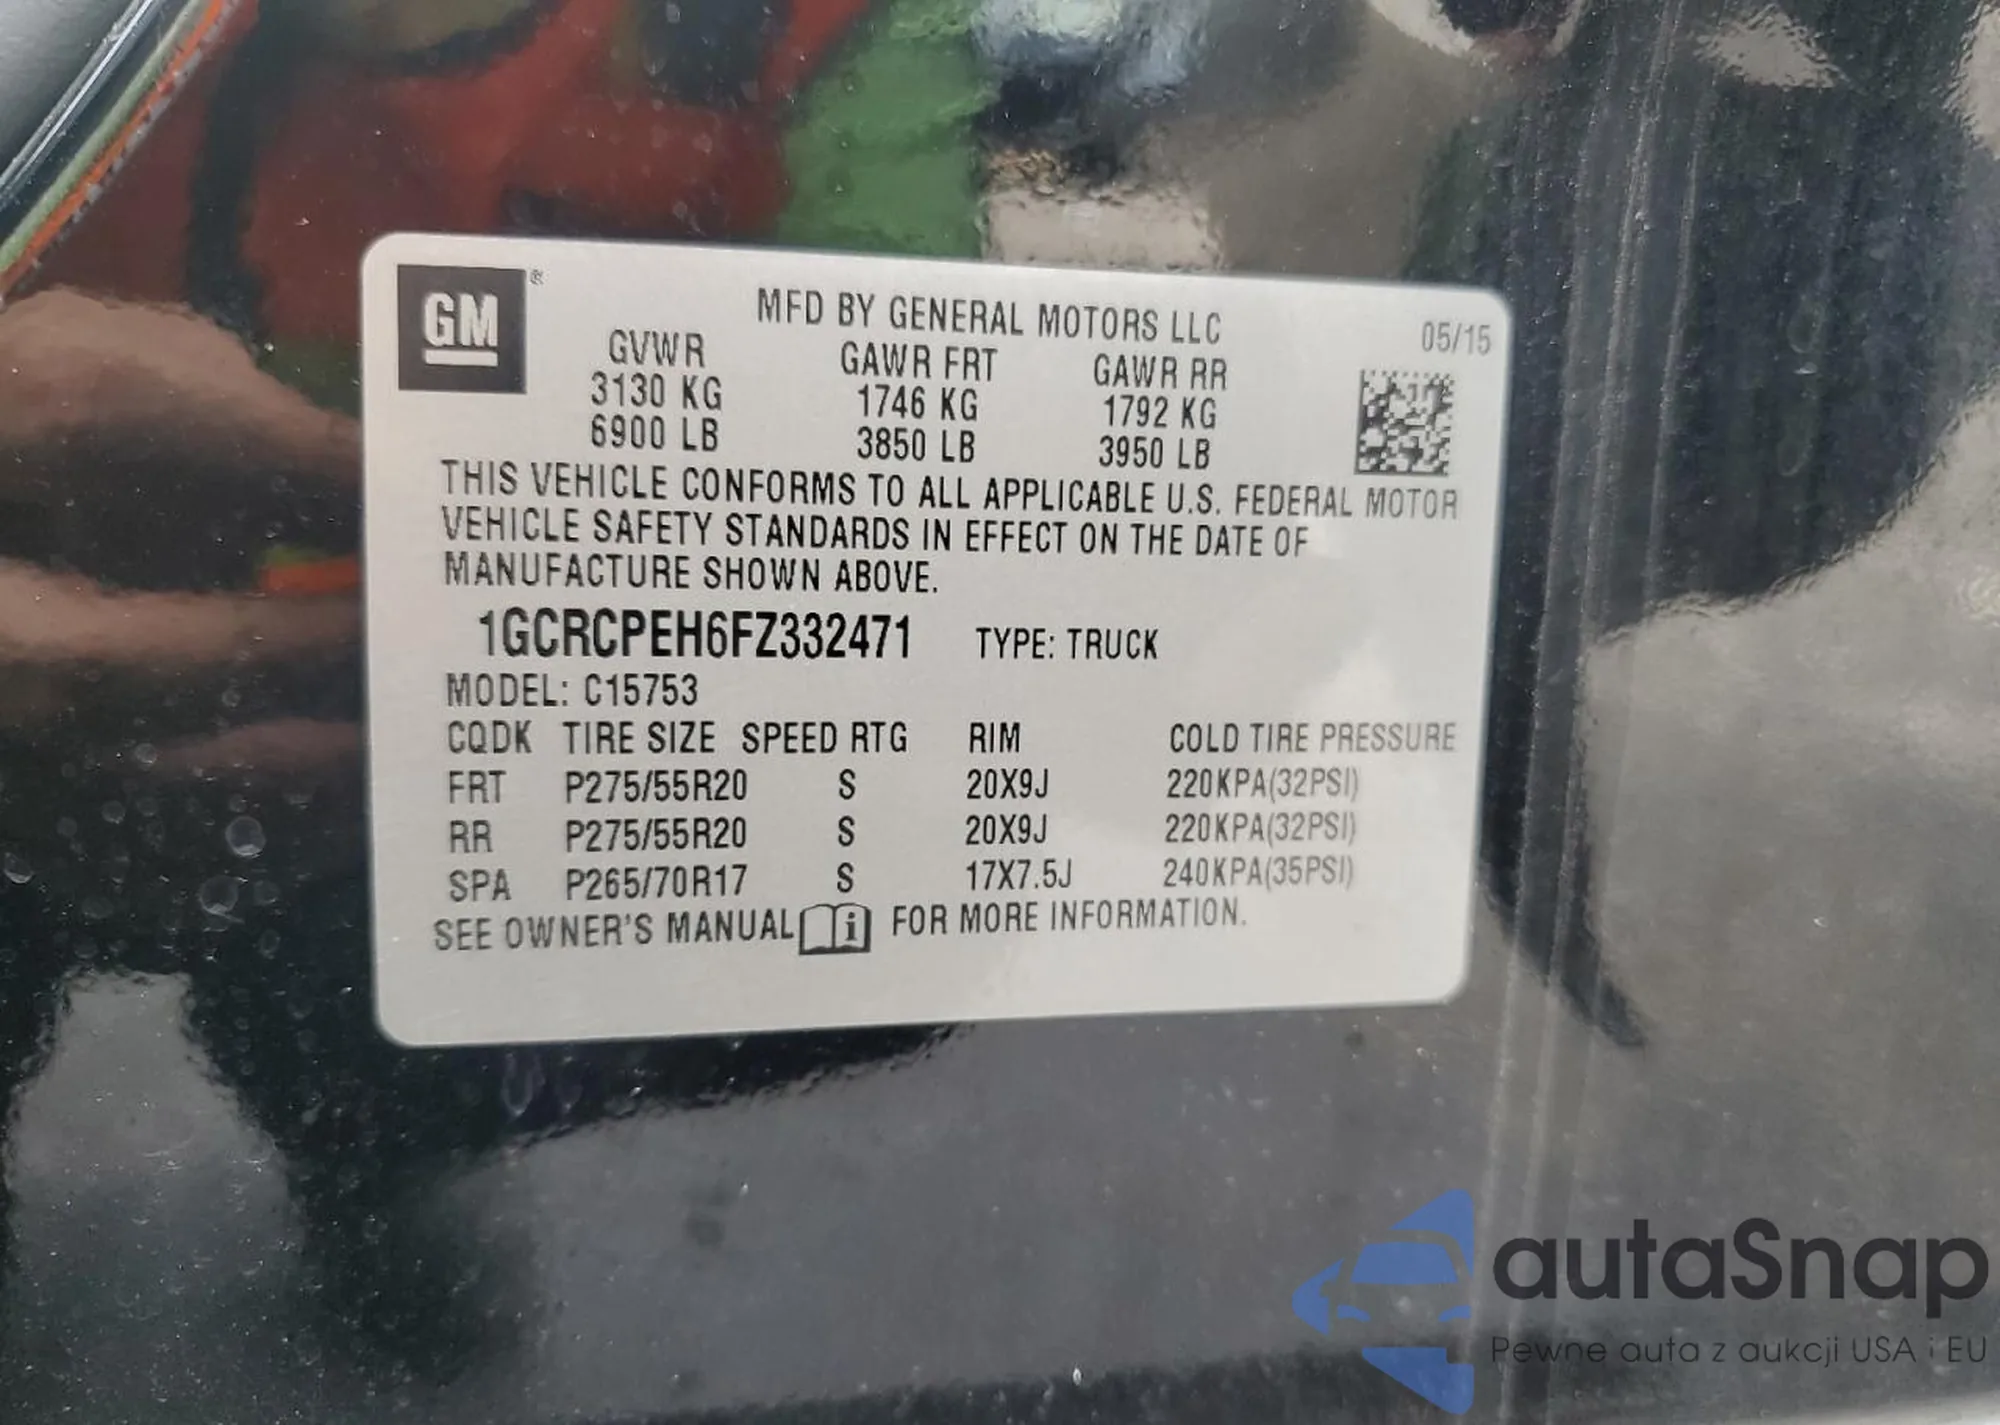 GM ®
MFD BY GENERAL MOTORS LLC 05/15
GVWR GAWR FRT GAWR RR
3130 KG 1746 KG 1792 KG
6900 LB 3850 LB 3950 LB
THIS VEHICLE CONFORMS TO ALL APPLICABLE U.S. FEDERAL MOTOR
VEHICLE SAFETY STANDARDS IN EFFECT ON THE DATE OF
MANUFACTURE SHOWN ABOVE.
1GCRCPEH6FZ332471 TYPE: TRUCK
MODEL: C15753
CQDK TIRE SIZE SPEED RTG RIM COLD TIRE PRESSURE
FRT P275/55R20 S 20X9J 220KPA(32PSI)
RR P275/55R20 S 20X9J 220KPA(32PSI)
SPA P265/70R17 S 17X7.5J 240KPA(35PSI)
SEE OWNER'S MANUAL i FOR MORE INFORMATION.
autaSnap
Pewne auta z aukcji USA i EU